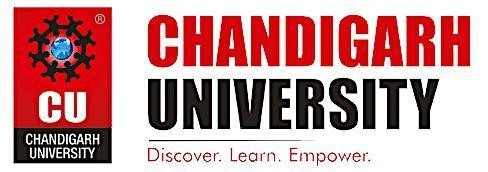 ®
CU
CHANDIGARH
UNIVERSITY
CHANDIGARH
UNIVERSITY
Discover. Learn. Empower.